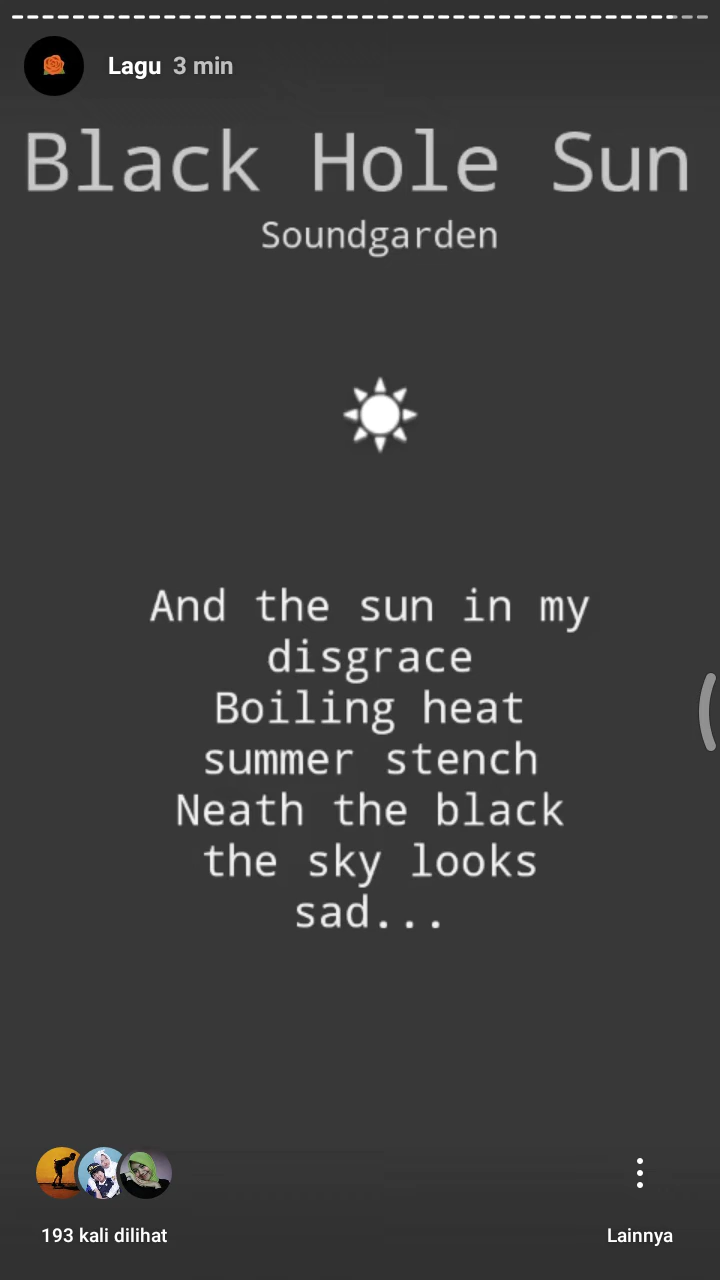 Lagu 3 min
Black Hole Sun
Soundgarden
And the sun in my
disgrace
Boiling heat
summer stench
Neath the black
the sky looks
sad...
193 kali dilihat
Lainnya